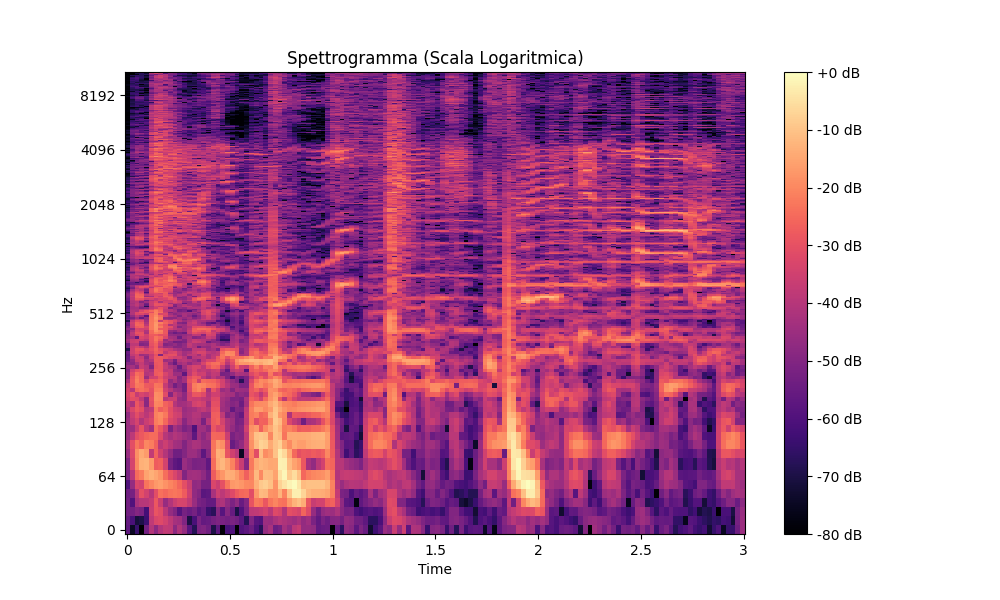 Spettrogramma (Scala Logaritmica)
Hz
8192
4096
2048
1024
512
256
128
64
0
0
0.5
1
1.5
2
2.5
3
Time
+0 dB
-10 dB
-20 dB
-30 dB
-40 dB
-50 dB
-60 dB
-70 dB
-80 dB